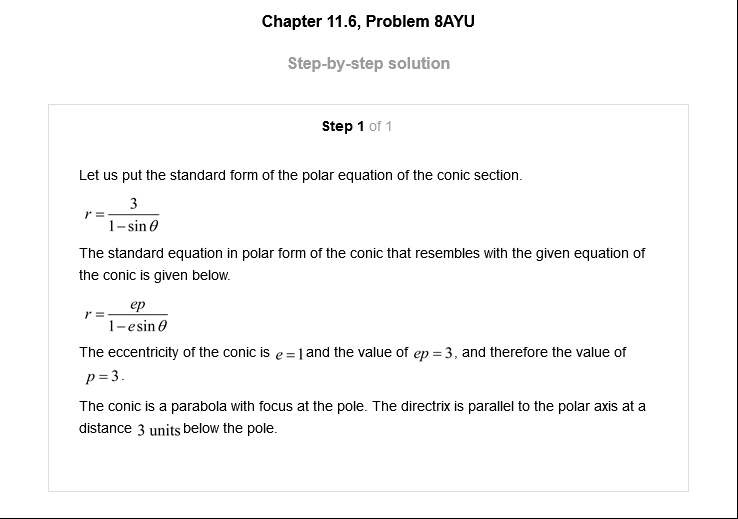 Chapter 11.6, Problem 8AYU
Step-by-step solution
Step 1 of 1
Let us put the standard form of the polar equation of the conic section.
r = 3 / (1 − sin θ)
The standard equation in polar form of the conic that resembles with the given equation of
the conic is given below.
r = ep / (1 − e sin θ)
The eccentricity of the conic is e = 1 and the value of ep = 3, and therefore the value of
p = 3.
The conic is a parabola with focus at the pole. The directrix is parallel to the polar axis at a
distance 3 units below the pole.